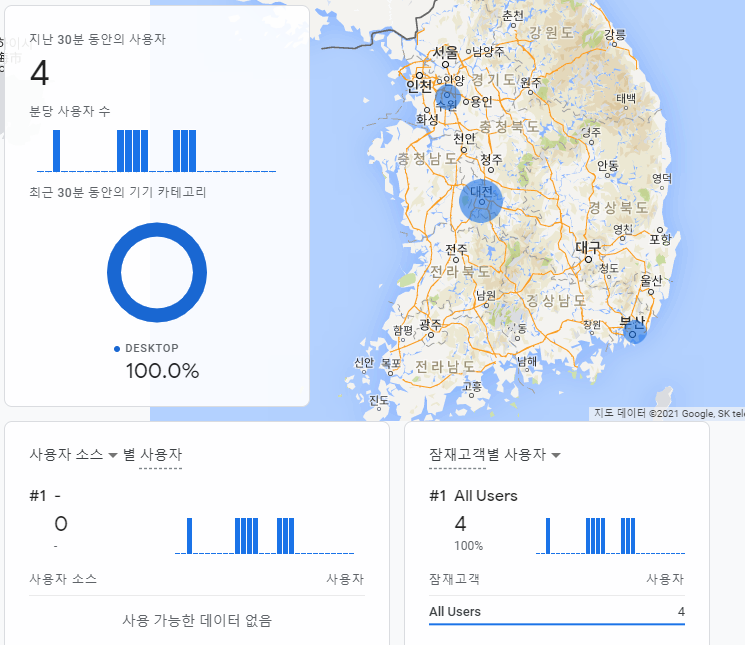 지난 30분 동안의 사용자
4
분당 사용자 수
최근 30분 동안의 기기 카테고리
DESKTOP
100.0%
춘천
강원도
강릉
서울
남양주
인천
안양
경기도
원주
수원
용인
화성
태백
천안
충청북도
충청남도
청주
안동
영덕
대전
경상북도
영천
포항
전주
대구
전라북도
청도
울산
남원
경상남도
함평
광주
창원
부산
신안
목포
전라남도
남해
고흥
진도
지도 데이터 ©2021 Google, SK tele
사용자 소스 별 사용자
#1 -
0
-
사용자 소스 사용자
사용 가능한 데이터 없음
잠재고객별 사용자
#1 All Users
4
100%
잠재고객 사용자
All Users 4